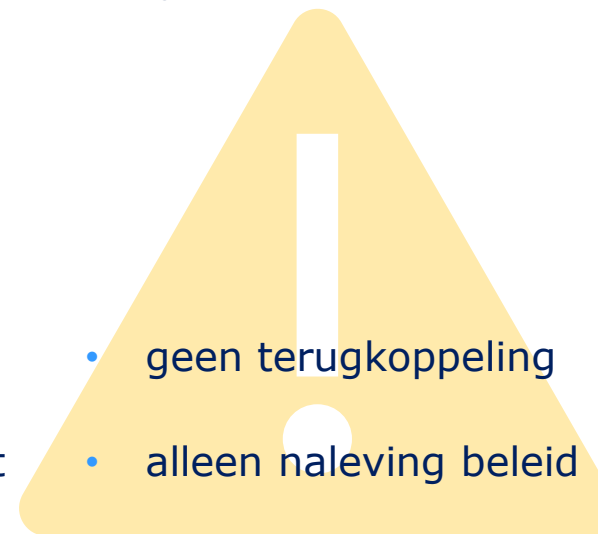 • geen terugkoppeling
t • alleen naleving beleid